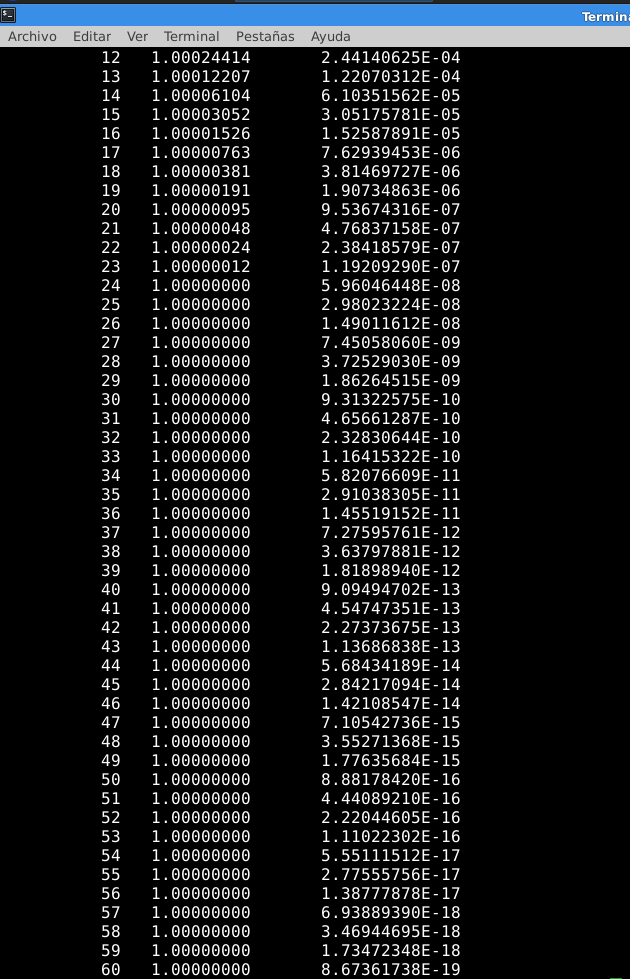 Termina
Archivo Editar Ver Terminal Pestañas Ayuda
12 1.00024414 2.44140625E-04
13 1.00012207 1.22070312E-04
14 1.00006104 6.10351562E-05
15 1.00003052 3.05175781E-05
16 1.00001526 1.52587891E-05
17 1.00000763 7.62939453E-06
18 1.00000381 3.81469727E-06
19 1.00000191 1.90734863E-06
20 1.00000095 9.53674316E-07
21 1.00000048 4.76837158E-07
22 1.00000024 2.38418579E-07
23 1.00000012 1.19209290E-07
24 1.00000000 5.96046448E-08
25 1.00000000 2.98023224E-08
26 1.00000000 1.49011612E-08
27 1.00000000 7.45058060E-09
28 1.00000000 3.72529030E-09
29 1.00000000 1.86264515E-09
30 1.00000000 9.31322575E-10
31 1.00000000 4.65661287E-10
32 1.00000000 2.32830644E-10
33 1.00000000 1.16415322E-10
34 1.00000000 5.82076609E-11
35 1.00000000 2.91038305E-11
36 1.00000000 1.45519152E-11
37 1.00000000 7.27595761E-12
38 1.00000000 3.63797881E-12
39 1.00000000 1.81898940E-12
40 1.00000000 9.09494702E-13
41 1.00000000 4.54747351E-13
42 1.00000000 2.27373675E-13
43 1.00000000 1.13686838E-13
44 1.00000000 5.68434189E-14
45 1.00000000 2.84217094E-14
46 1.00000000 1.42108547E-14
47 1.00000000 7.10542736E-15
48 1.00000000 3.55271368E-15
49 1.00000000 1.77635684E-15
50 1.00000000 8.88178420E-16
51 1.00000000 4.44089210E-16
52 1.00000000 2.22044605E-16
53 1.00000000 1.11022302E-16
54 1.00000000 5.55111512E-17
55 1.00000000 2.77555756E-17
56 1.00000000 1.38777878E-17
57 1.00000000 6.93889390E-18
58 1.00000000 3.46944695E-18
59 1.00000000 1.73472348E-18
60 1.00000000 8.67361738E-19